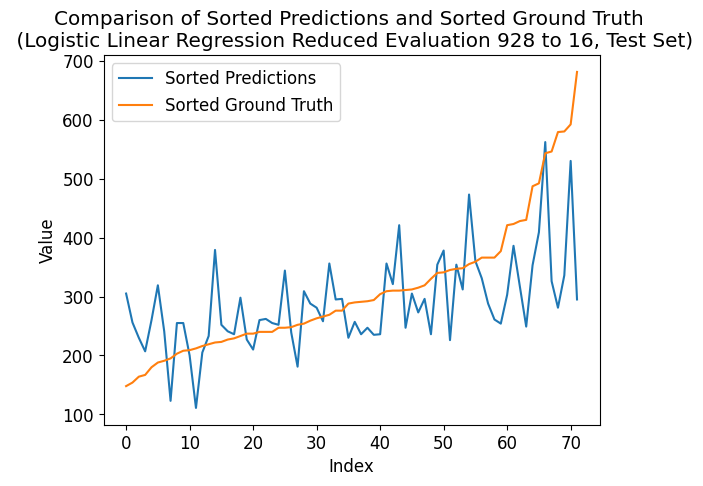 Comparison of Sorted Predictions and Sorted Ground Truth
(Logistic Linear Regression Reduced Evaluation 928 to 16, Test Set)
Sorted Predictions
Sorted Ground Truth
Value
700
600
500
400
300
200
100
0 10 20 30 40 50 60 70
Index